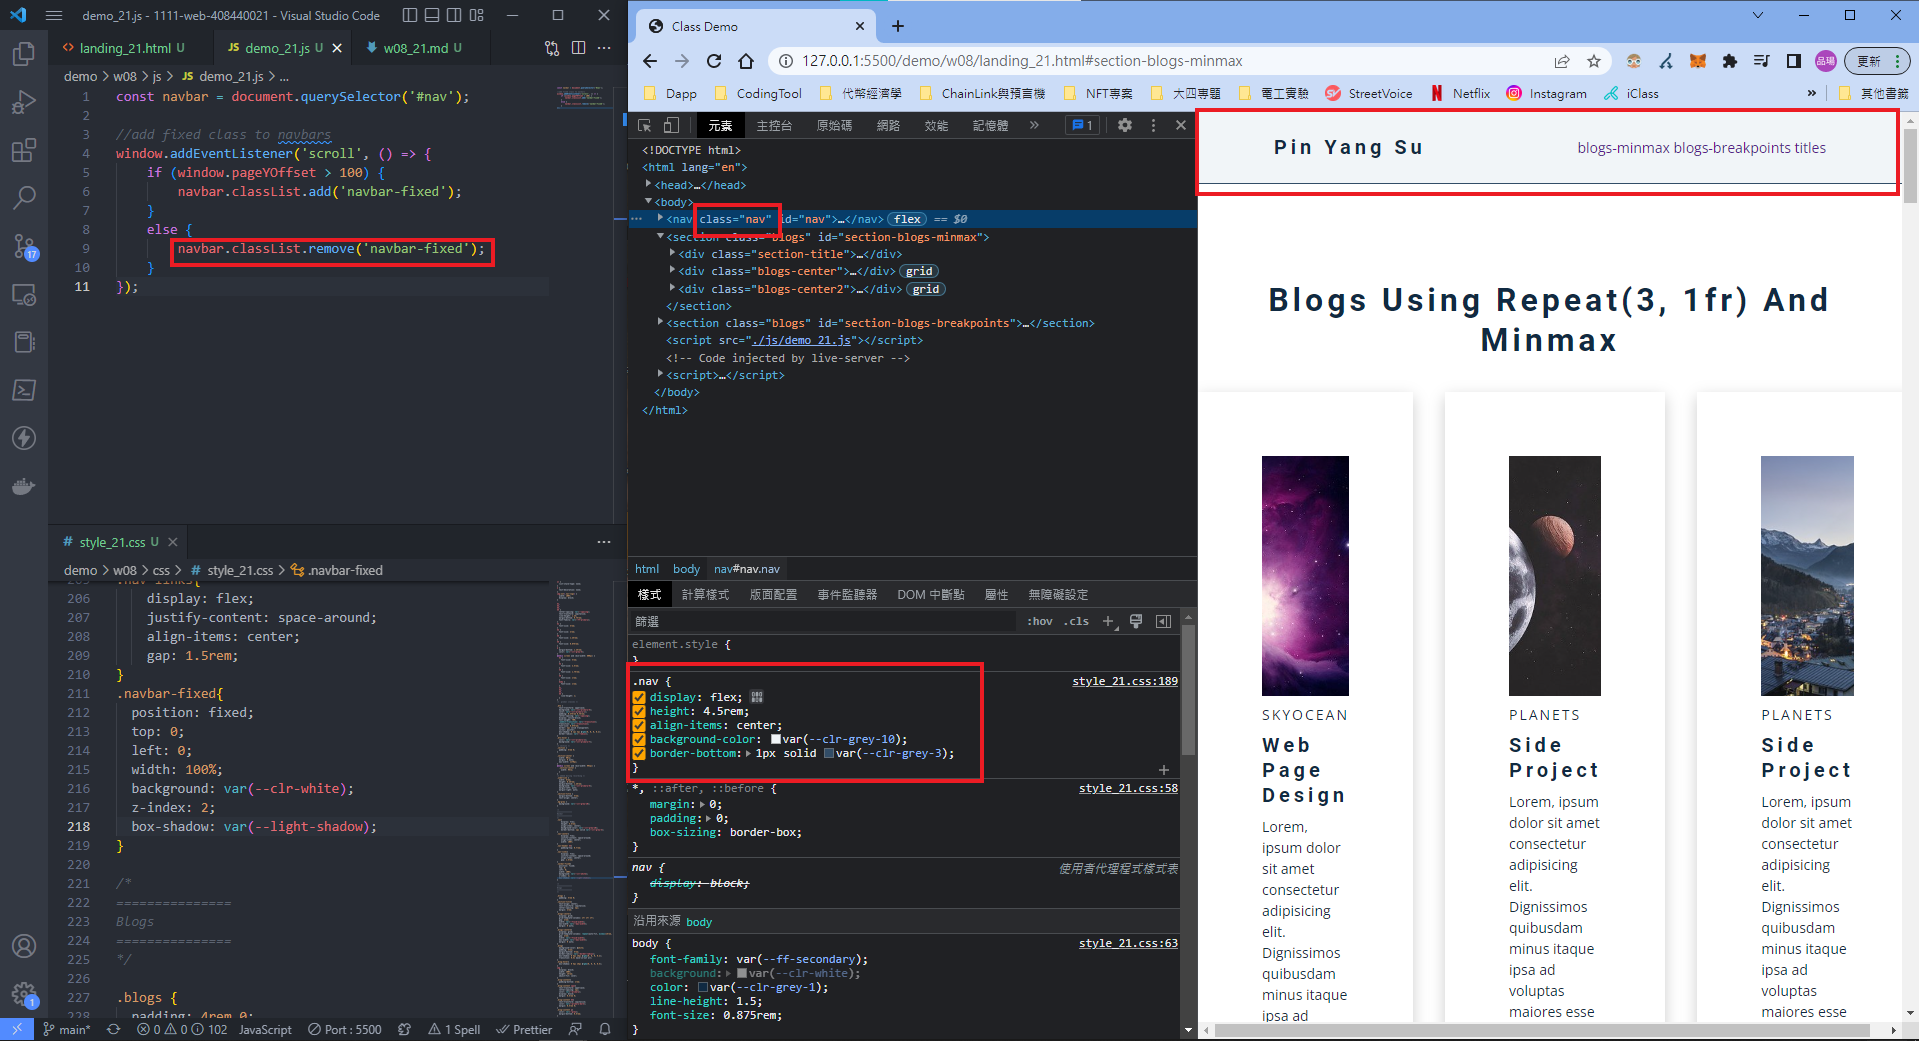 demo_21.js - 1111-web-408440021 - Visual Studio Code
landing_21.html U
JS demo_21.js U
w08_21.md U
demo > w08 > js > JS demo_21.js > ...
1 const navbar = document.querySelector('#nav');
2
3 //add fixed class to navbars
4 window.addEventListener('scroll', () => {
5 if (window.pageYOffset > 100) {
6 navbar.classList.add('navbar-fixed');
7 }
8 else {
9 navbar.classList.remove('navbar-fixed');
10 }
11 });
# style_21.css U
demo > w08 > css > # style_21.css > .navbar-fixed
206 display: flex;
207 justify-content: space-around;
208 align-items: center;
209 gap: 1.5rem;
210 }
211 .navbar-fixed{
212 position: fixed;
213 top: 0;
214 left: 0;
215 width: 100%;
216 background: var(--clr-white);
217 z-index: 2;
218 box-shadow: var(--light-shadow);
219 }
220
221 /*
222 ===============
223 Blogs
224 ===============
225 */
226
227 .blogs {
padding: 4rem 0;
17
1
main*
0 0 102
JavaScript
Port : 5500
1 Spell
Prettier
Class Demo
127.0.0.1:5500/demo/w08/landing_21.html#section-blogs-minmax
品陽
更新
Dapp
CodingTool
代幣經濟學
ChainLink與預言機
NFT專案
大四專題
電工實驗
StreetVoice
Netflix
Instagram
iClass
»
其他書籤
元素
主控台
原始碼
網路
效能
記憶體
»
1
<!DOCTYPE html>
<html lang="en">
<head>…</head>
<body>
<nav class="nav" id="nav">…</nav> flex == $0
<section class="blogs" id="section-blogs-minmax">
<div class="section-title">…</div>
<div class="blogs-center">…</div> grid
<div class="blogs-center2">…</div> grid
</section>
<section class="blogs" id="section-blogs-breakpoints">…</section>
<script src="./js/demo_21.js"></script>
<!-- Code injected by live-server -->
<script>…</script>
</body>
</html>
html body nav#nav.nav
樣式
計算樣式
版面配置
事件監聽器
DOM 中斷點
屬性
無障礙設定
篩選
:hov .cls
element.style {
}
.nav { style_21.css:189
display: flex;
height: 4.5rem;
align-items: center;
background-color: var(--clr-grey-10);
border-bottom: 1px solid var(--clr-grey-3);
}
*, ::after, ::before { style_21.css:58
margin: 0;
padding: 0;
box-sizing: border-box;
}
nav { 使用者代理程式樣式表
display: block;
}
沿用來源 body
body { style_21.css:63
font-family: var(--ff-secondary);
background: var(--clr-white);
color: var(--clr-grey-1);
line-height: 1.5;
font-size: 0.875rem;
}
Pin Yang Su
blogs-minmax blogs-breakpoints titles
Blogs Using Repeat(3, 1fr) And
Minmax
SKYOCEAN
Web
Page
Design
Lorem,
ipsum dolor
sit amet
consectetur
adipisicing
elit.
Dignissimos
quibusdam
minus itaque
ipsa ad
PLANETS
Side
Project
Lorem, ipsum
dolor sit amet
consectetur
adipisicing
elit.
Dignissimos
quibusdam
minus itaque
ipsa ad
voluptas
maiores esse
PLANETS
Side
Project
Lorem, ipsum
dolor sit amet
consectetur
adipisicing
elit.
Dignissimos
quibusdam
minus itaque
ipsa ad
voluptas
maiores esse